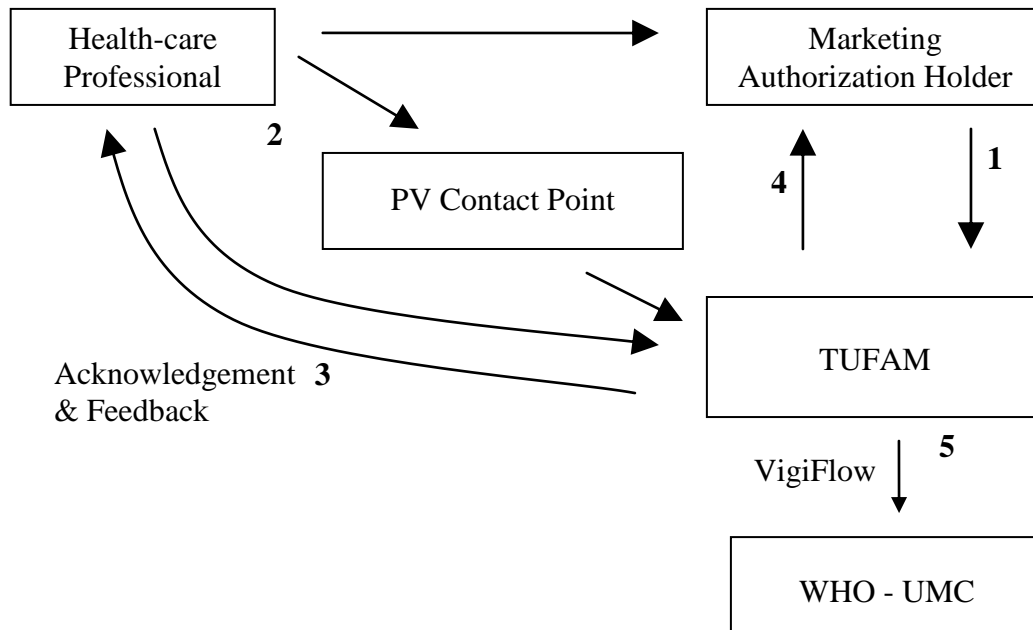 Health-care
Professional
Marketing
Authorization Holder
2
PV Contact Point
4
1
TUFAM
Acknowledgement 3
& Feedback
5
VigiFlow
WHO - UMC